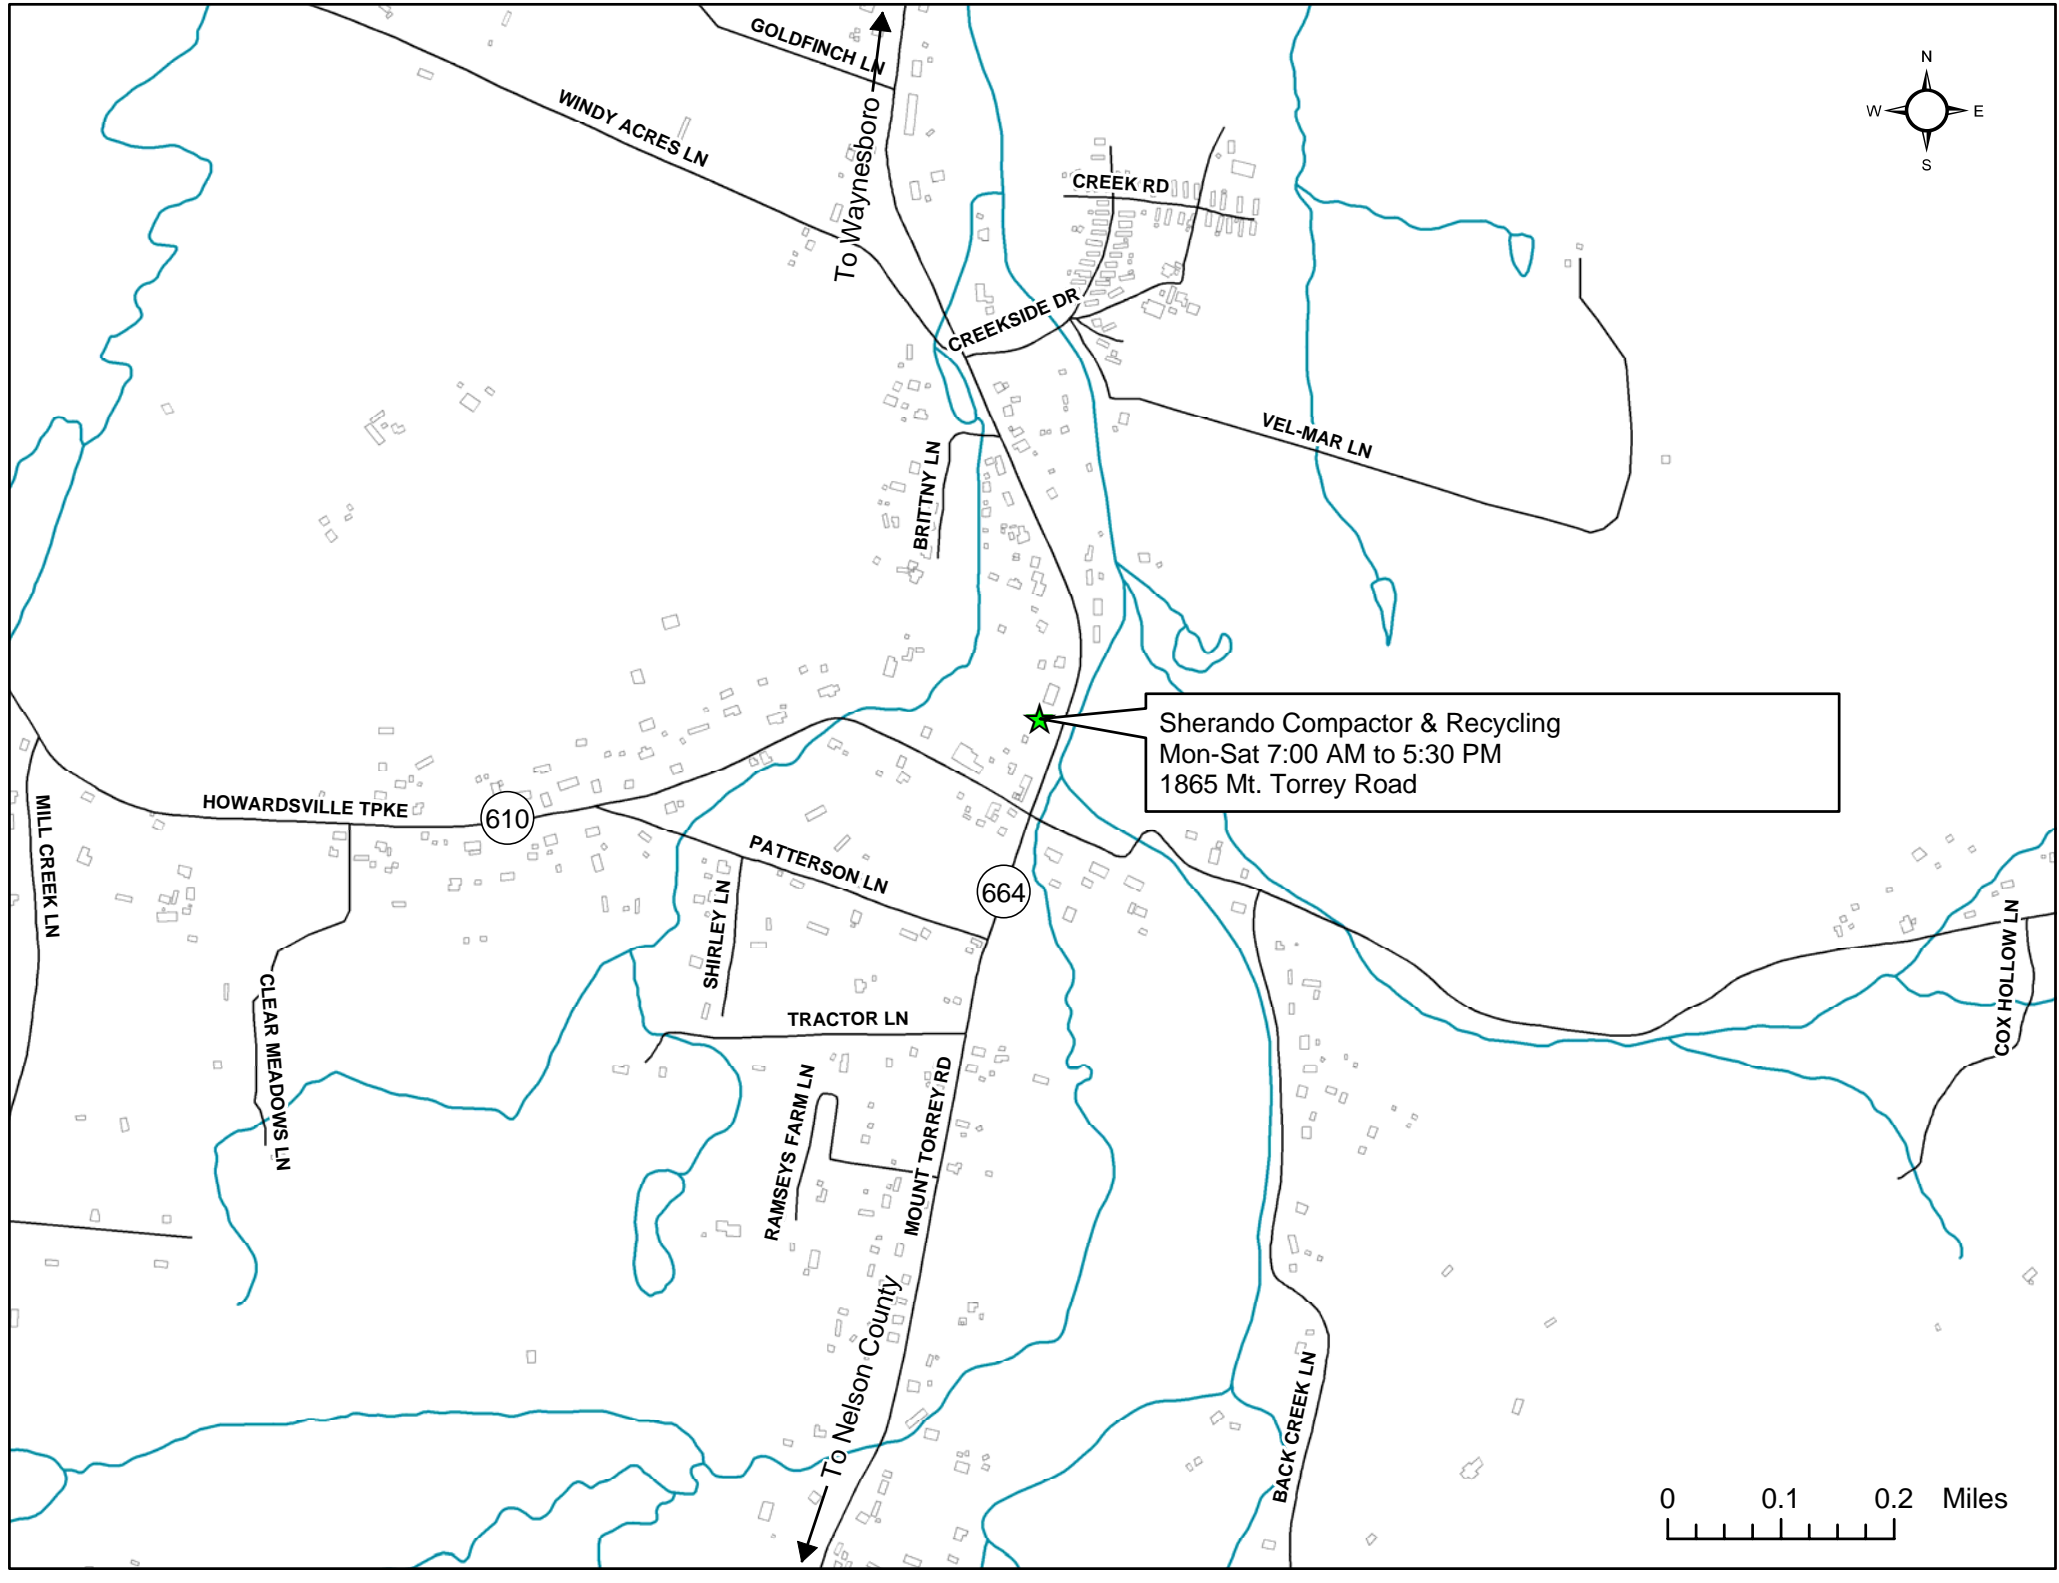 GOLDFINCH LN
N
W E
S
WINDY ACRES LN
To Waynesboro
CREEK RD
CREEKSIDE DR
VEL-MAR LN
BRITTNY LN
Sherando Compactor & Recycling
Mon-Sat 7:00 AM to 5:30 PM
1865 Mt. Torrey Road
HOWARDSVILLE TPKE
610
MILL CREEK LN
PATTERSON LN
664
SHIRLEY LN
COX HOLLOW LN
CLEAR MEADOWS LN
TRACTOR LN
RAMSEYS FARM LN
MOUNT TORREY RD
To Nelson County
BACK CREEK LN
0 0.1 0.2 Miles